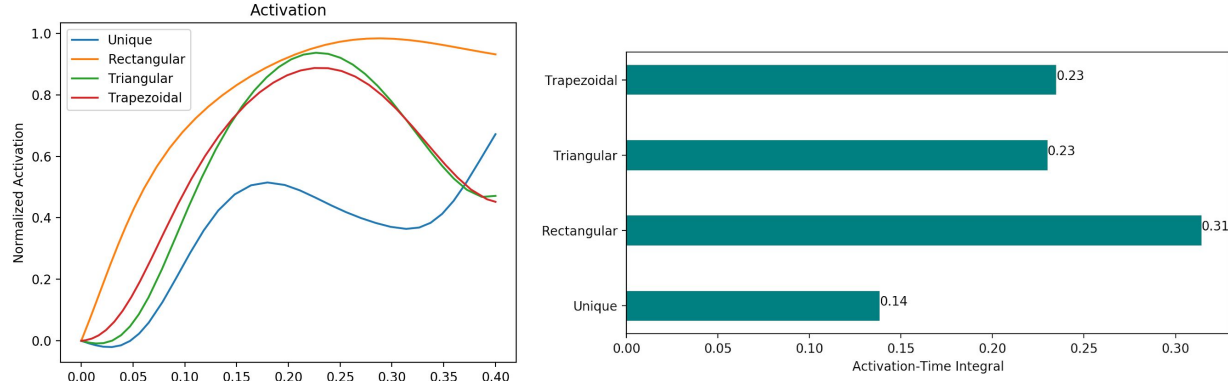 Activation
Unique
Rectangular
Triangular
Trapezoidal
Normalized Activation
1.0
0.8
0.6
0.4
0.2
0.0
0.00 0.05 0.10 0.15 0.20 0.25 0.30 0.35 0.40
Trapezoidal 0.23
Triangular 0.23
Rectangular 0.31
Unique 0.14
0.00 0.05 0.10 0.15 0.20 0.25 0.30
Activation-Time Integral